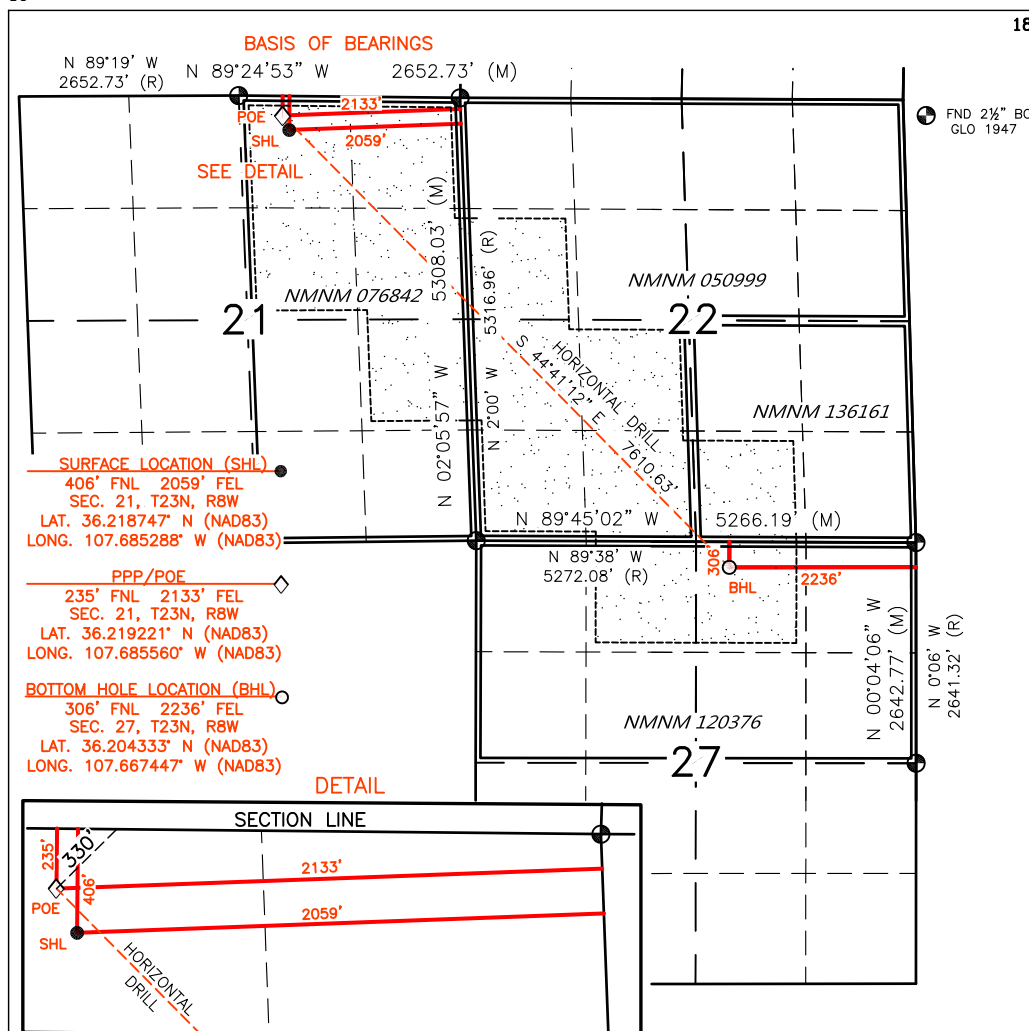 18
BASIS OF BEARINGS
N 89°19' W
2652.73' (R)
N 89°24'53" W 2652.73' (M)
FND 2½" BC
GLO 1947
POE
2133'
SHL
2059'
SEE DETAIL
5308.03' (M)
N 02°05'57" W
5316.96' (R)
N 2°00' W
NMNM 076842
NMNM 050999
21
22
HORIZONTAL DRILL
S 44°41'12" E 7610.63'
NMNM 136161
SURFACE LOCATION (SHL)
406' FNL 2059' FEL
SEC. 21, T23N, R8W
LAT. 36.218747° N (NAD83)
LONG. 107.685288° W (NAD83)
N 89°45'02" W 5266.19' (M)
N 89°38' W
5272.08' (R)
306'
BHL
2236'
PPP/POE
235' FNL 2133' FEL
SEC. 21, T23N, R8W
LAT. 36.219221° N (NAD83)
LONG. 107.685560° W (NAD83)
N 00°04'06" W
2642.77' (M)
N 0°06' W
2641.32' (R)
BOTTOM HOLE LOCATION (BHL)
306' FNL 2236' FEL
SEC. 27, T23N, R8W
LAT. 36.204333° N (NAD83)
LONG. 107.667447° W (NAD83)
NMNM 120376
27
DETAIL
SECTION LINE
235'
330'
406'
2133'
POE
2059'
SHL
HORIZONTAL
DRILL